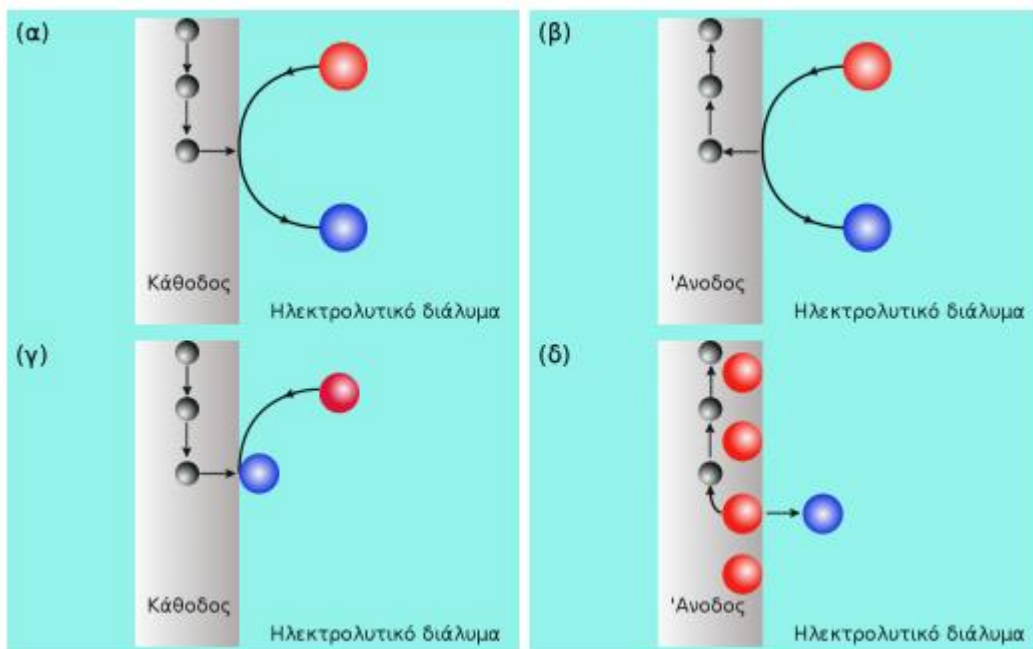 (α)
Κάθοδος
Ηλεκτρολυτικό διάλυμα
(β)
'Ανοδος
Ηλεκτρολυτικό διάλυμα
(γ)
Κάθοδος
Ηλεκτρολυτικό διάλυμα
(δ)
'Ανοδος
Ηλεκτρολυτικό διάλυμα